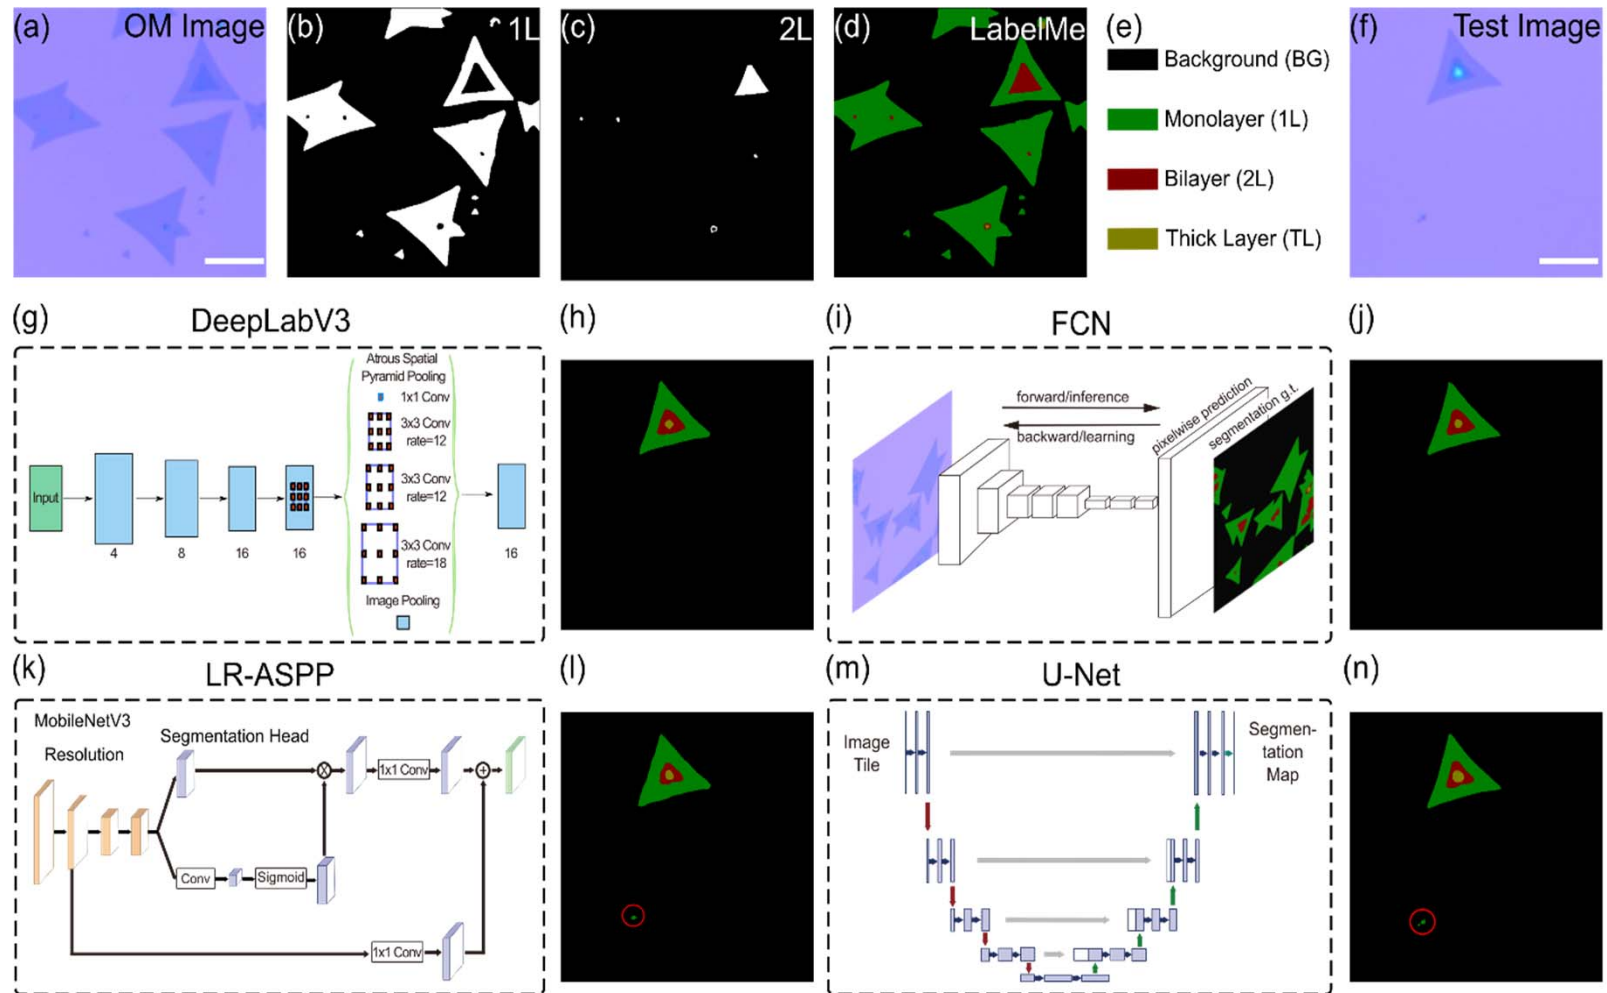 (a) OM Image
(b) 1L
(c) 2L
(d) LabelMe
(e)
Background (BG)
Monolayer (1L)
Bilayer (2L)
Thick Layer (TL)
(f) Test Image
(g) DeepLabV3
Input
4
8
16
16
Atrous Spatial
Pyramid Pooling
1x1 Conv
3x3 Conv
rate=12
3x3 Conv
rate=12
3x3 Conv
rate=18
Image Pooling
16
(h)
(i) FCN
forward/inference
backward/learning
pixelwise prediction
segmentation g.t.
(j)
(k) LR-ASPP
MobileNetV3
Resolution
Segmentation Head
1x1 Conv
Conv
Sigmoid
1x1 Conv
(l)
(m) U-Net
Image
Tile
Segmen-
tation
Map
(n)